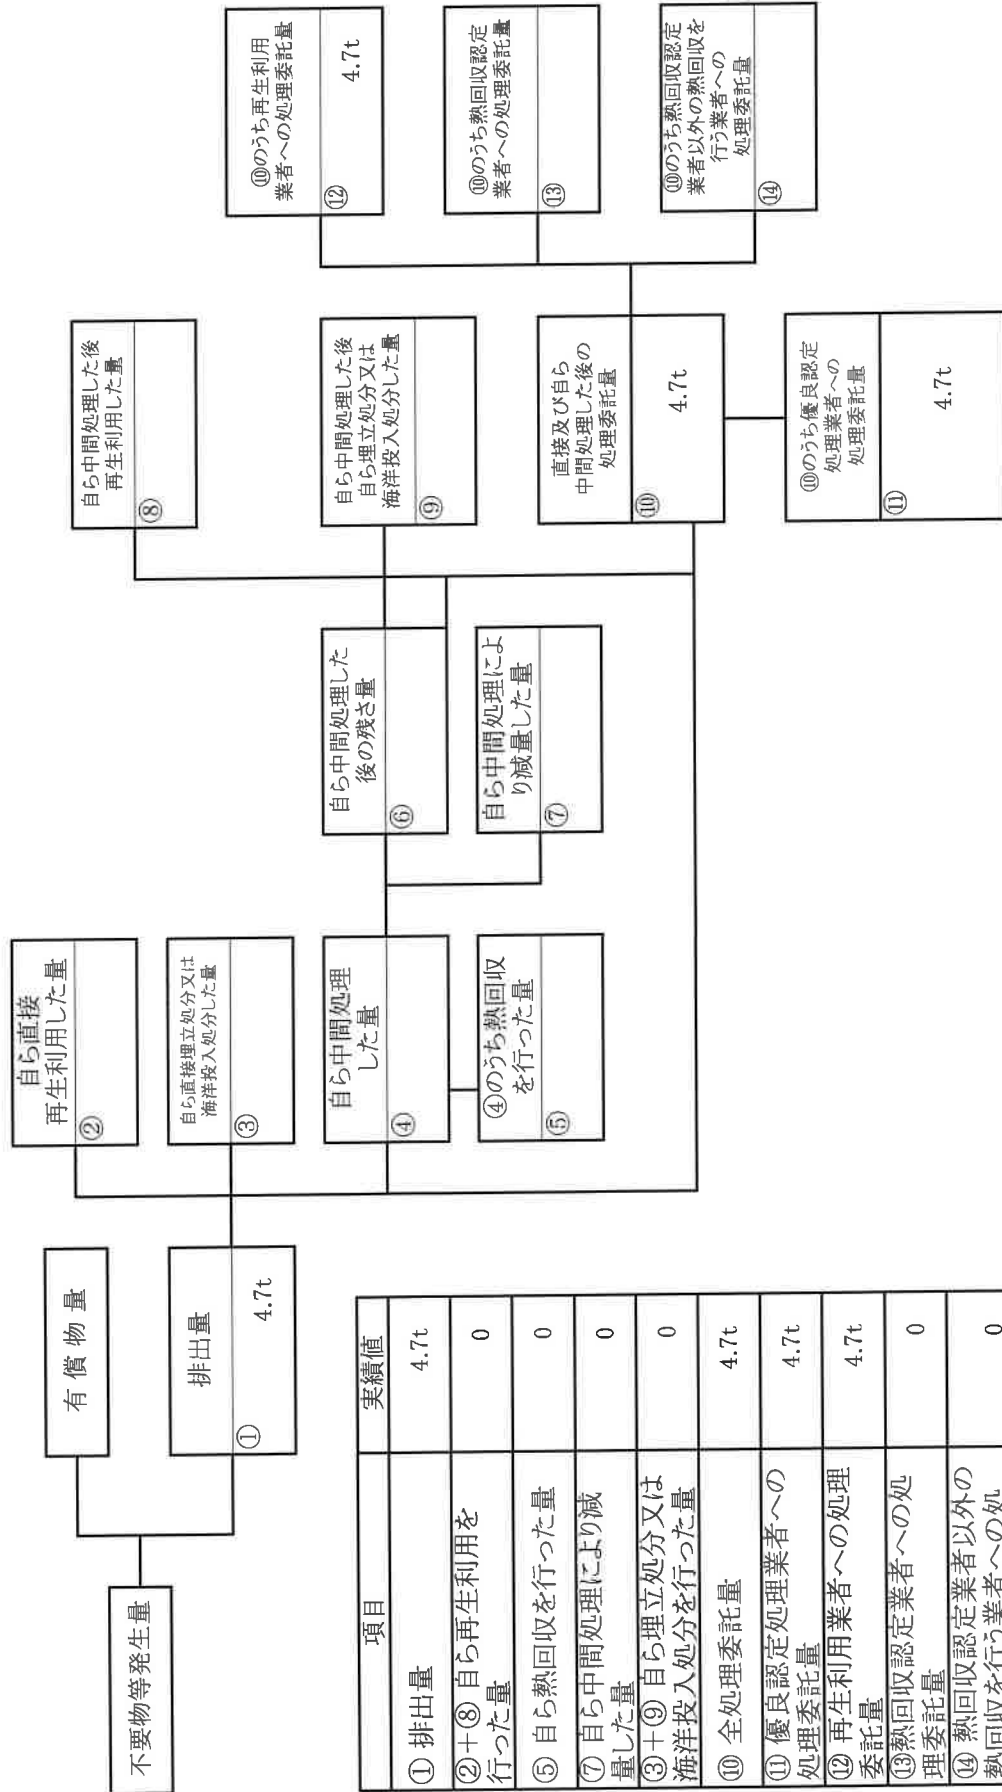 不要物等発生量
有償物量
排出量
①
4.7t
自ら直接
再生利用した量
②
自ら直接埋立処分又は
海洋投入処分した量
③
自ら中間処理
した量
④
④のうち熱回収
を行った量
⑤
自ら中間処理した
後の残さ量
⑥
自ら中間処理によ
り減量した量
⑦
自ら中間処理した後
再生利用した量
⑧
自ら中間処理した後
自ら埋立処分又は
海洋投入処分した量
⑨
直接及び自ら
中間処理した後の
処理委託量
⑩
4.7t
⑩のうち優良認定
処理業者への
処理委託量
⑪
4.7t
⑩のうち再生利用
業者への処理委託量
⑫
4.7t
⑩のうち熱回収認定
業者への処理委託量
⑬
⑩のうち熱回収認定
業者以外の熱回収を
行う業者への
処理委託量
⑭
項目 実績値
① 排出量 4.7t
②+⑧ 自ら再生利用を
行った量 0
⑤ 自ら熱回収を行った量 0
⑦ 自ら中間処理により減
量した量 0
③+⑨ 自ら埋立処分又は
海洋投入処分を行った量 0
⑩ 全処理委託量 4.7t
⑪ 優良認定処理業者への
処理委託量 4.7t
⑫ 再生利用業者への処理
委託量 4.7t
⑬熱回収認定業者への処
理委託量 0
⑭ 熱回収認定業者以外の
熱回収を行う業者への処 0